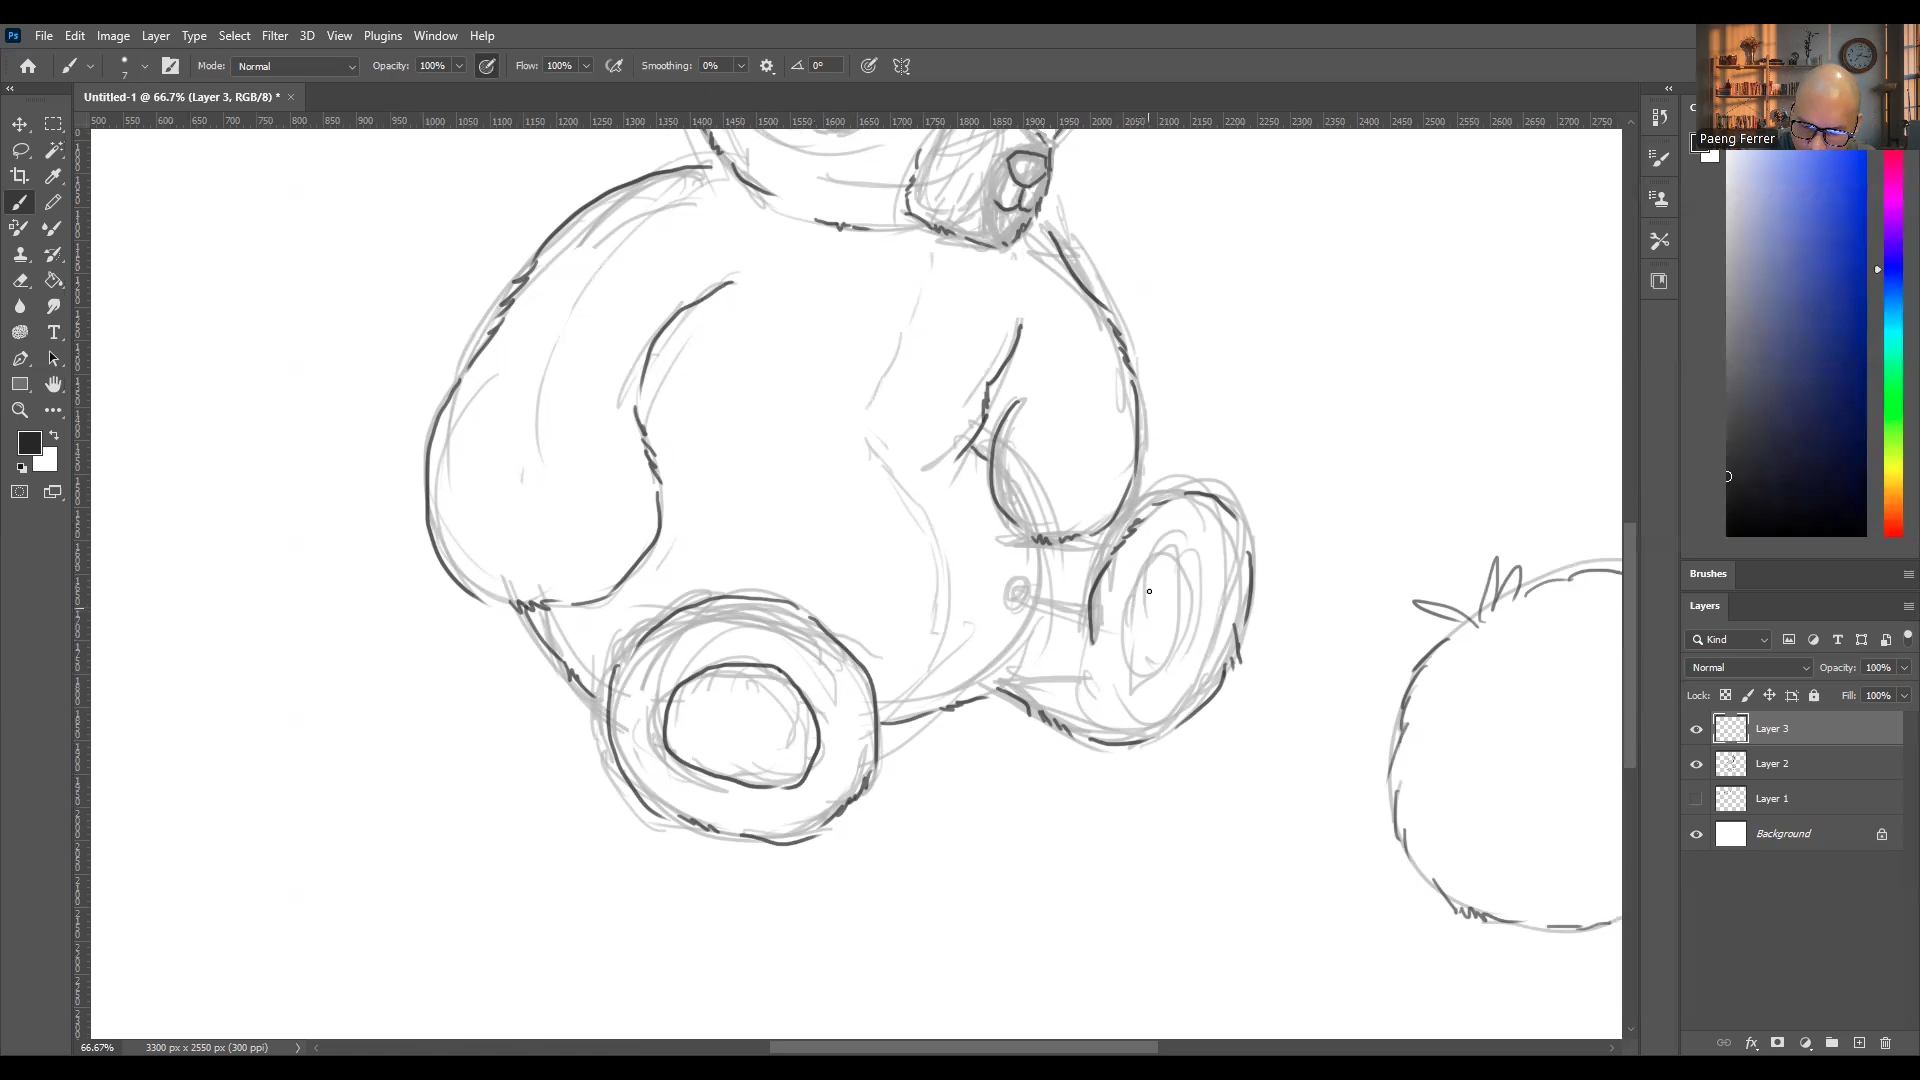 Ps File Edit Image Layer Type Select Filter 3D View Plugins Window Help
7 Mode: Normal Opacity: 100% Flow: 100% Smoothing: 0% 0°
Untitled-1 @ 66.7% (Layer 3, RGB/8) *
500 550 600 650 700 750 800 850 900 950 1000 1050 1100 1150 1200 1250 1300 1350 1400 1450 1500 1550 1600 1650 1700 1750 1800 1850 1900 1950 2000 2050 2100 2150 2200 2250 2300 2350 2400 2450 2500 2550 2600 2650 2700 2750
Paeng Ferrer
Brushes
Layers
Kind
Normal Opacity: 100%
Lock: Fill: 100%
Layer 3
Layer 2
Layer 1
Background
66.67% 3300 px x 2550 px (300 ppi)